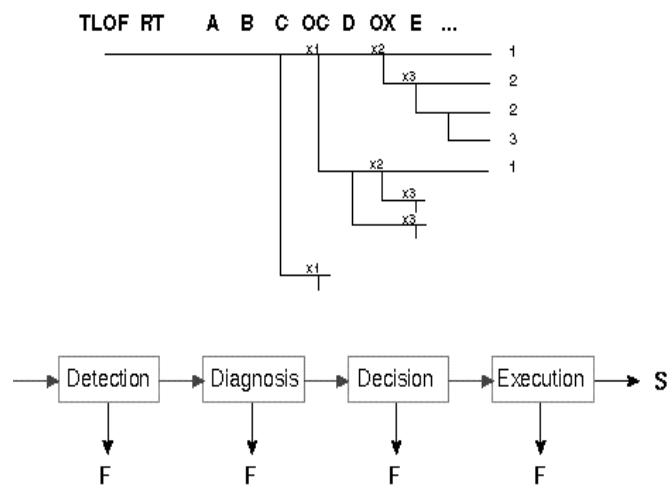 TLOF RT A B C OC D OX E ...
x1 x2 1
x3 2
2
3
x2 1
x3
x3
x1
Detection Diagnosis Decision Execution S
F F F F